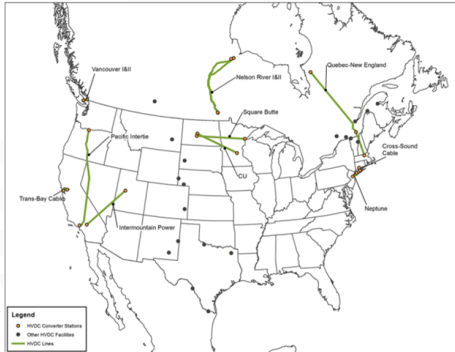 Vancouver I&II
Nelson River I&II
Quebec-New England
Square Butte
Pacific Intertie
Cross-Sound
Cable
CU
Trans-Bay Cable
Intermountain Power
Neptune
Legend
HVDC Converter Stations
Other HVDC Facilities
HVDC Lines